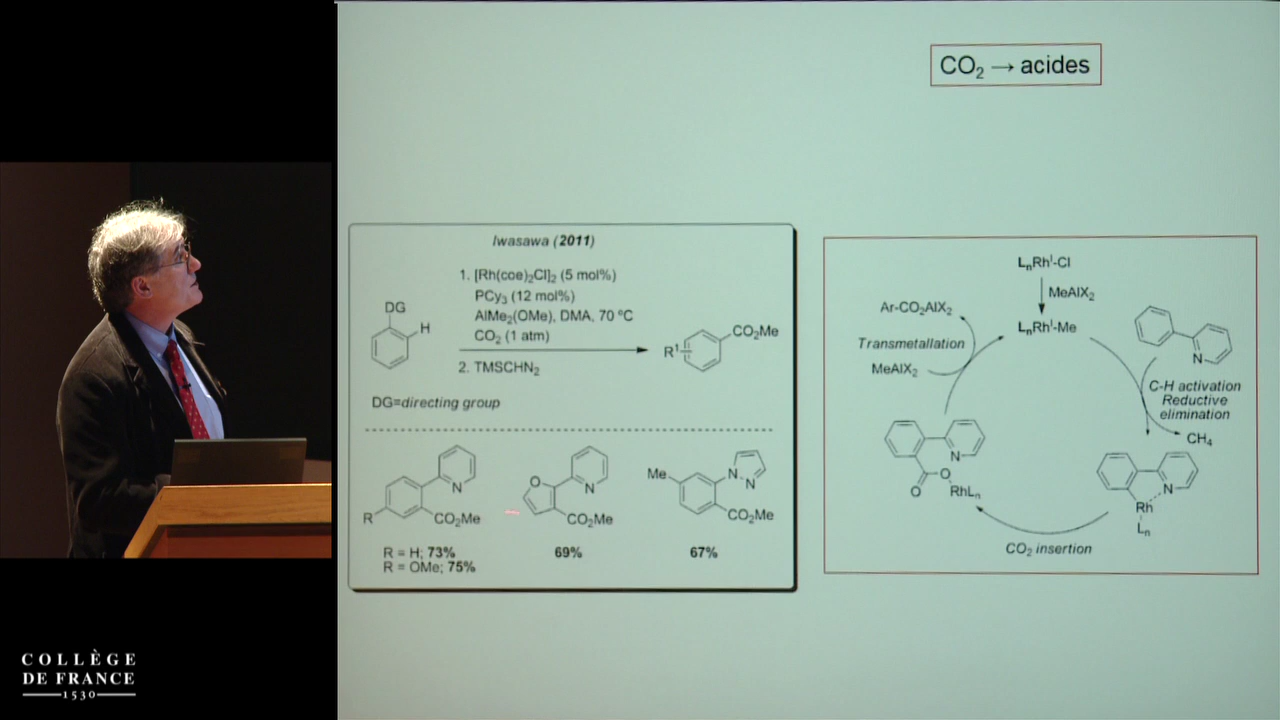 CO₂ → acides
Iwasawa (2011)
1. [Rh(coe)₂Cl]₂ (5 mol%)
PCy₃ (12 mol%)
AlMe₂(OMe), DMA, 70 ºC
CO₂ (1 atm)
2. TMSCHN₂
DG
H
R¹
CO₂Me
DG=directing group
R
N
CO₂Me
R = H; 73%
R = OMe; 75%
O
N
CO₂Me
69%
Me
N
N
CO₂Me
67%
LₙRhᴵ-Cl
MeAlX₂
LₙRhᴵ-Me
Ar-CO₂AlX₂
Transmetallation
MeAlX₂
N
C-H activation
Reductive
elimination
CH₄
N
Rh
Lₙ
CO₂ insertion
N
O
O
RhLₙ
COLLÈGE
DE FRANCE
1530